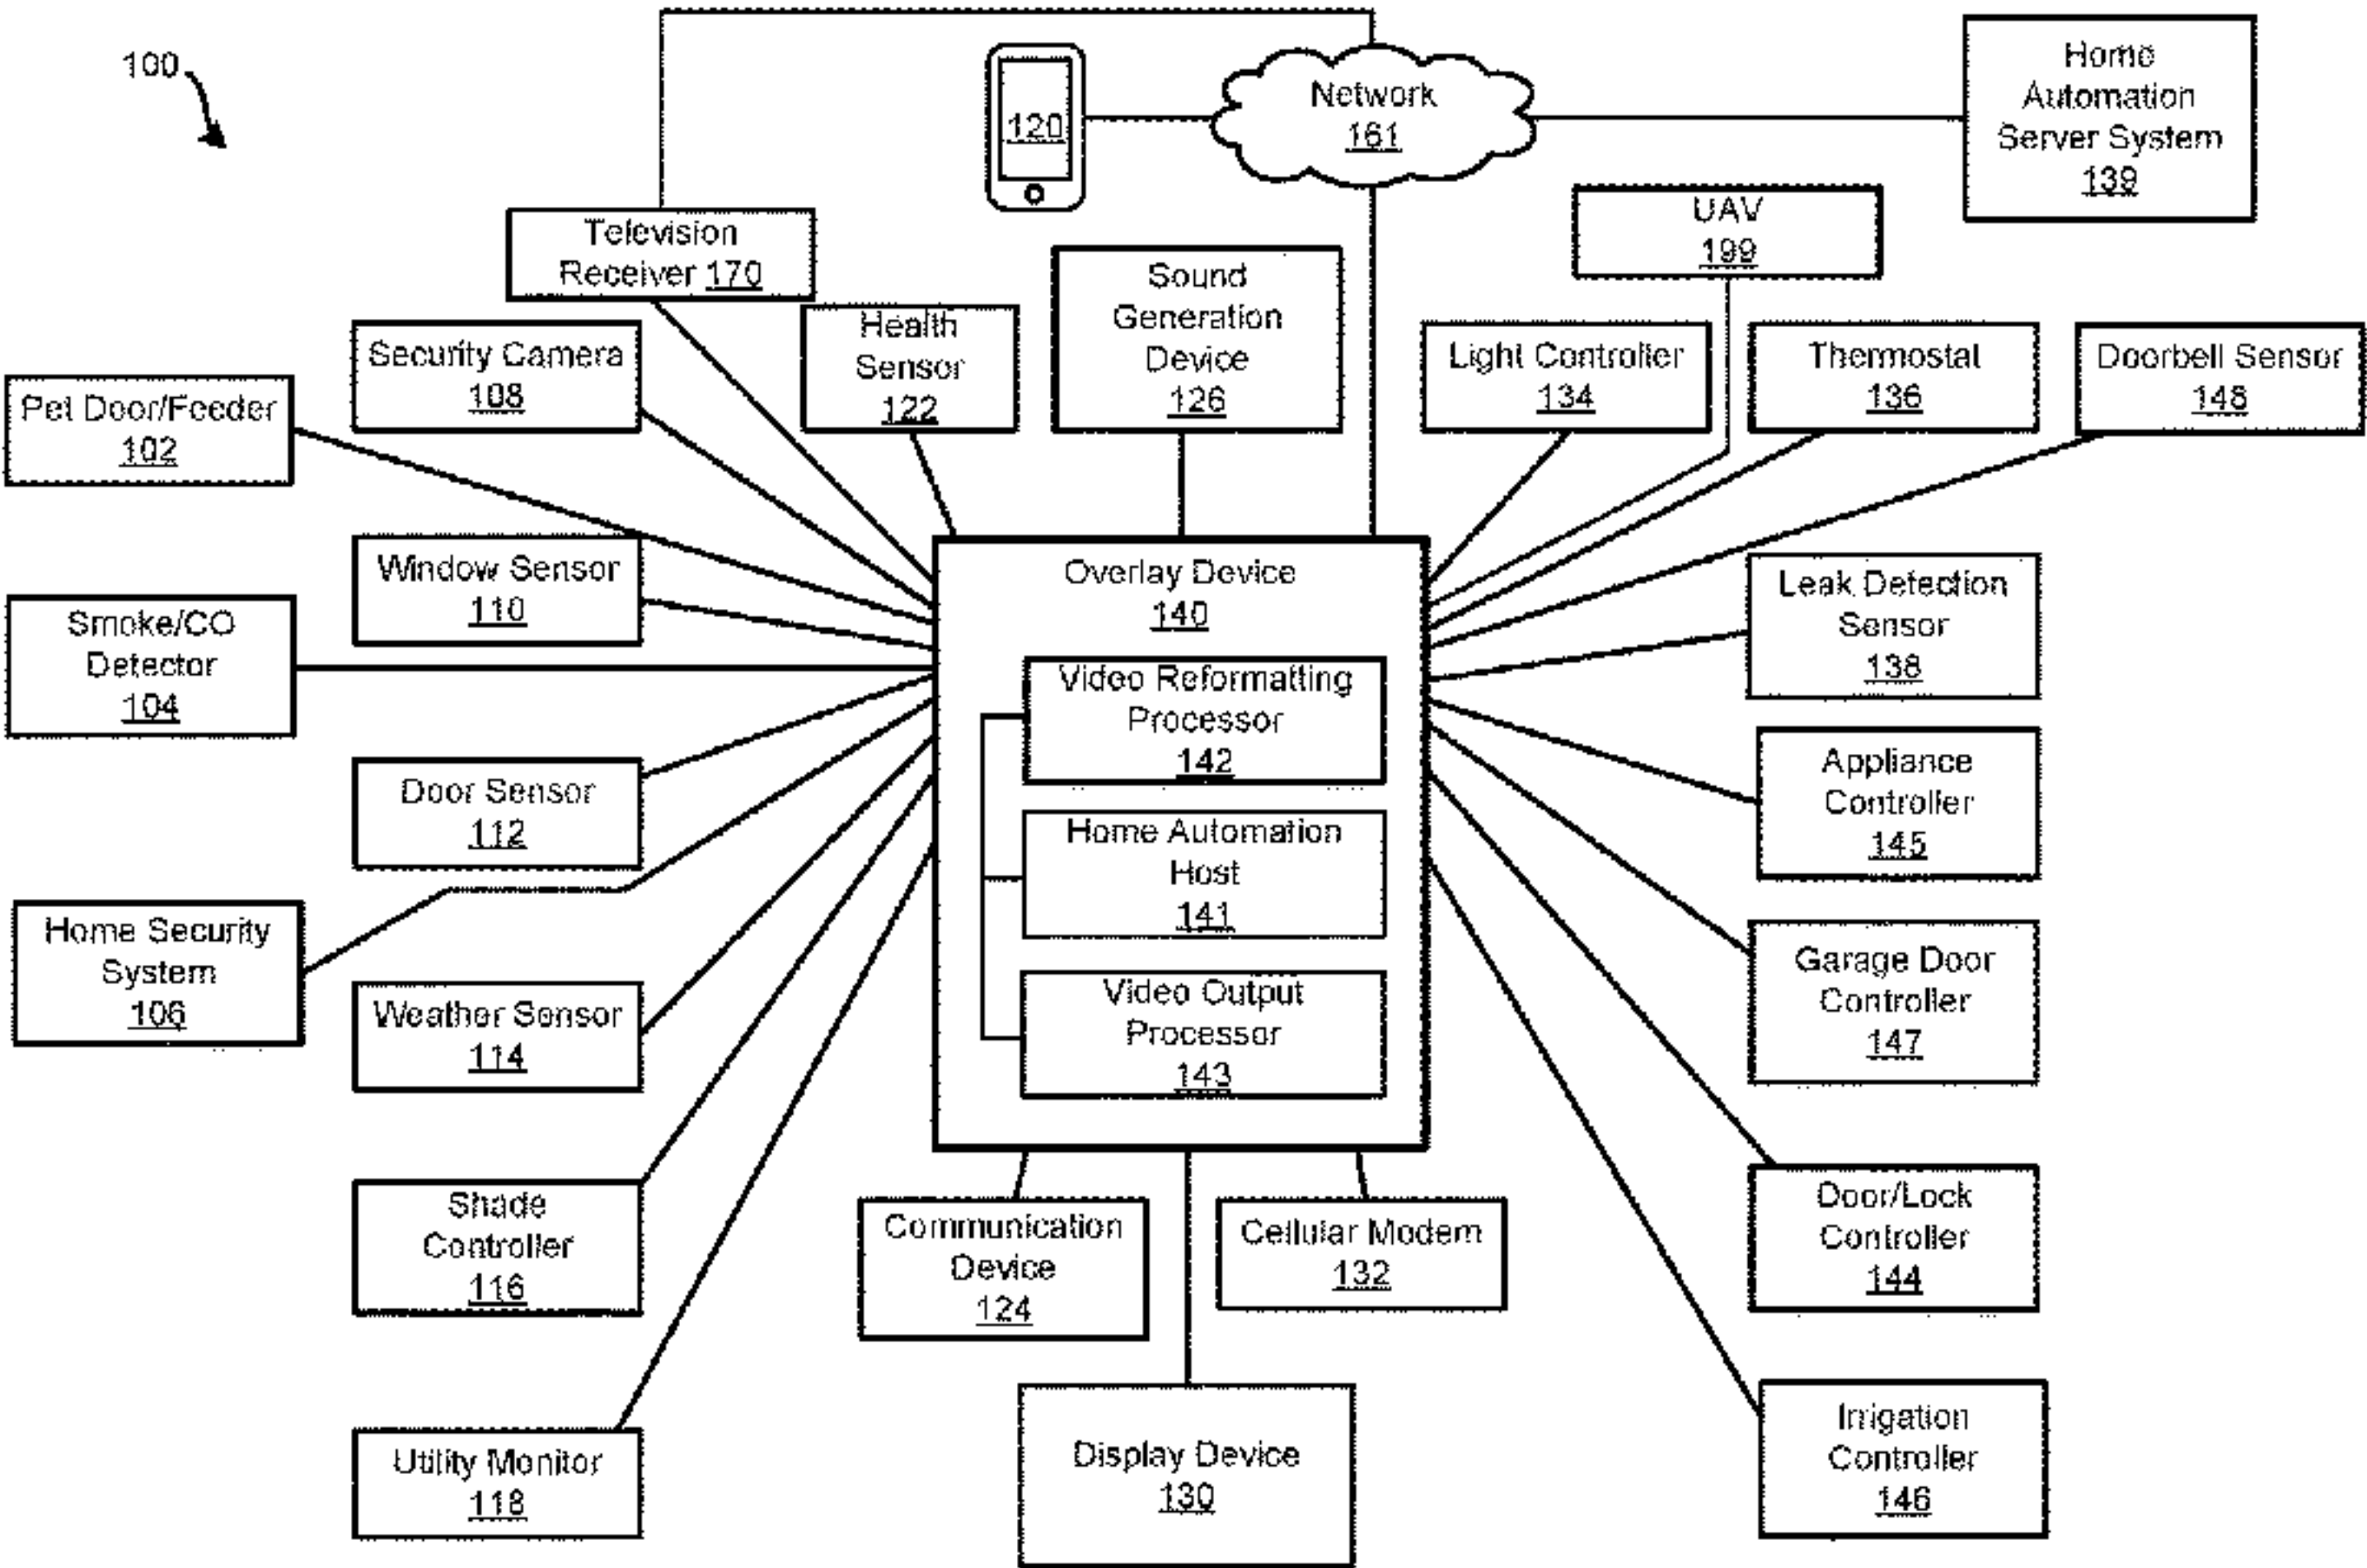 100
120
Network
161
Home
Automation
Server System
139
Television
Receiver 170
UAV
199
Security Camera
108
Health
Sensor
122
Sound
Generation
Device
126
Light Controller
134
Thermostat
136
Doorbell Sensor
148
Pet Door/Feeder
102
Window Sensor
110
Smoke/CO
Detector
104
Door Sensor
112
Home Security
System
106
Weather Sensor
114
Shade
Controller
116
Utility Monitor
118
Overlay Device
140
Video Reformatting
Processor
142
Home Automation
Host
141
Video Output
Processor
143
Communication
Device
124
Cellular Modem
132
Display Device
130
Leak Detection
Sensor
138
Appliance
Controller
145
Garage Door
Controller
147
Door/Lock
Controller
144
Irrigation
Controller
146